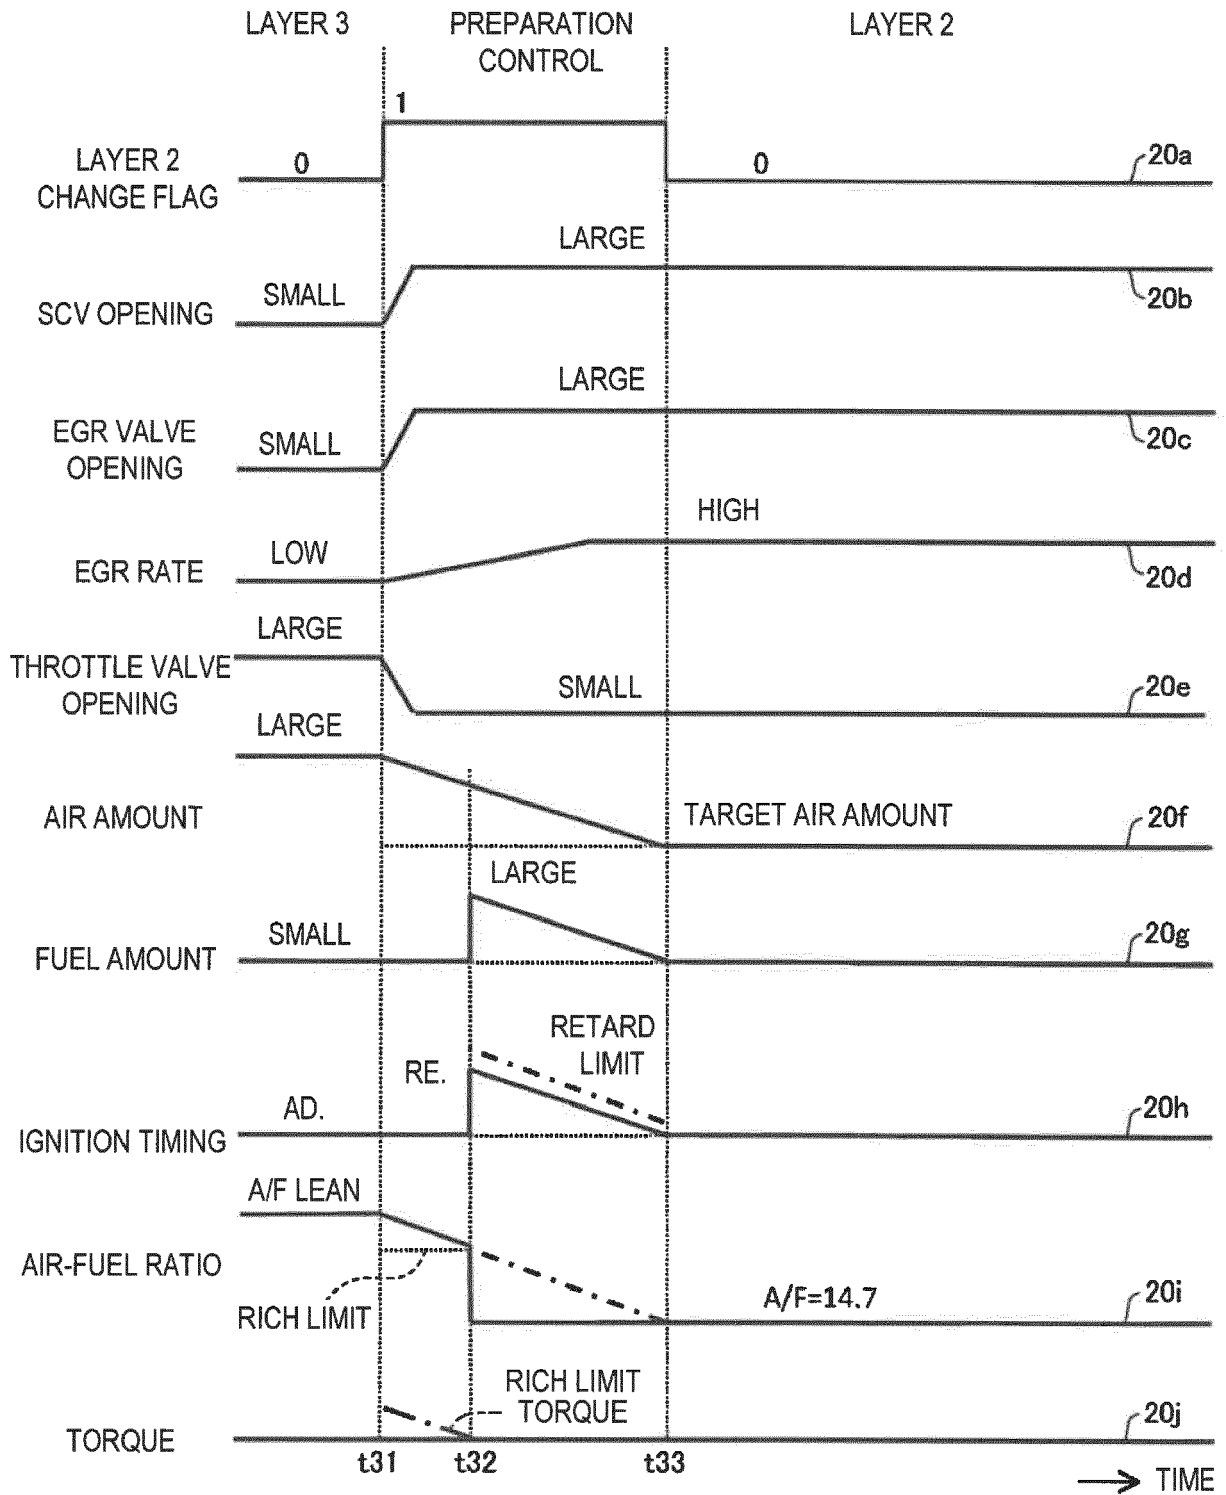 LAYER 3
PREPARATION
CONTROL
LAYER 2
1
LAYER 2
CHANGE FLAG
0
0
20a
LARGE
SMALL
SCV OPENING
20b
LARGE
EGR VALVE
OPENING
SMALL
20c
HIGH
LOW
EGR RATE
20d
LARGE
THROTTLE VALVE
OPENING
SMALL
20e
LARGE
AIR AMOUNT
TARGET AIR AMOUNT
20f
LARGE
SMALL
FUEL AMOUNT
20g
RETARD
LIMIT
RE.
AD.
IGNITION TIMING
20h
A/F LEAN
AIR-FUEL RATIO
RICH LIMIT
A/F=14.7
20i
RICH LIMIT
TORQUE
TORQUE
20j
t31
t32
t33
TIME